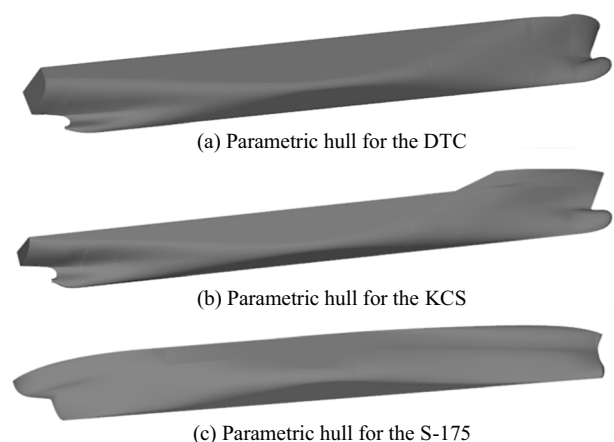 (a) Parametric hull for the DTC
(b) Parametric hull for the KCS
(c) Parametric hull for the S-175